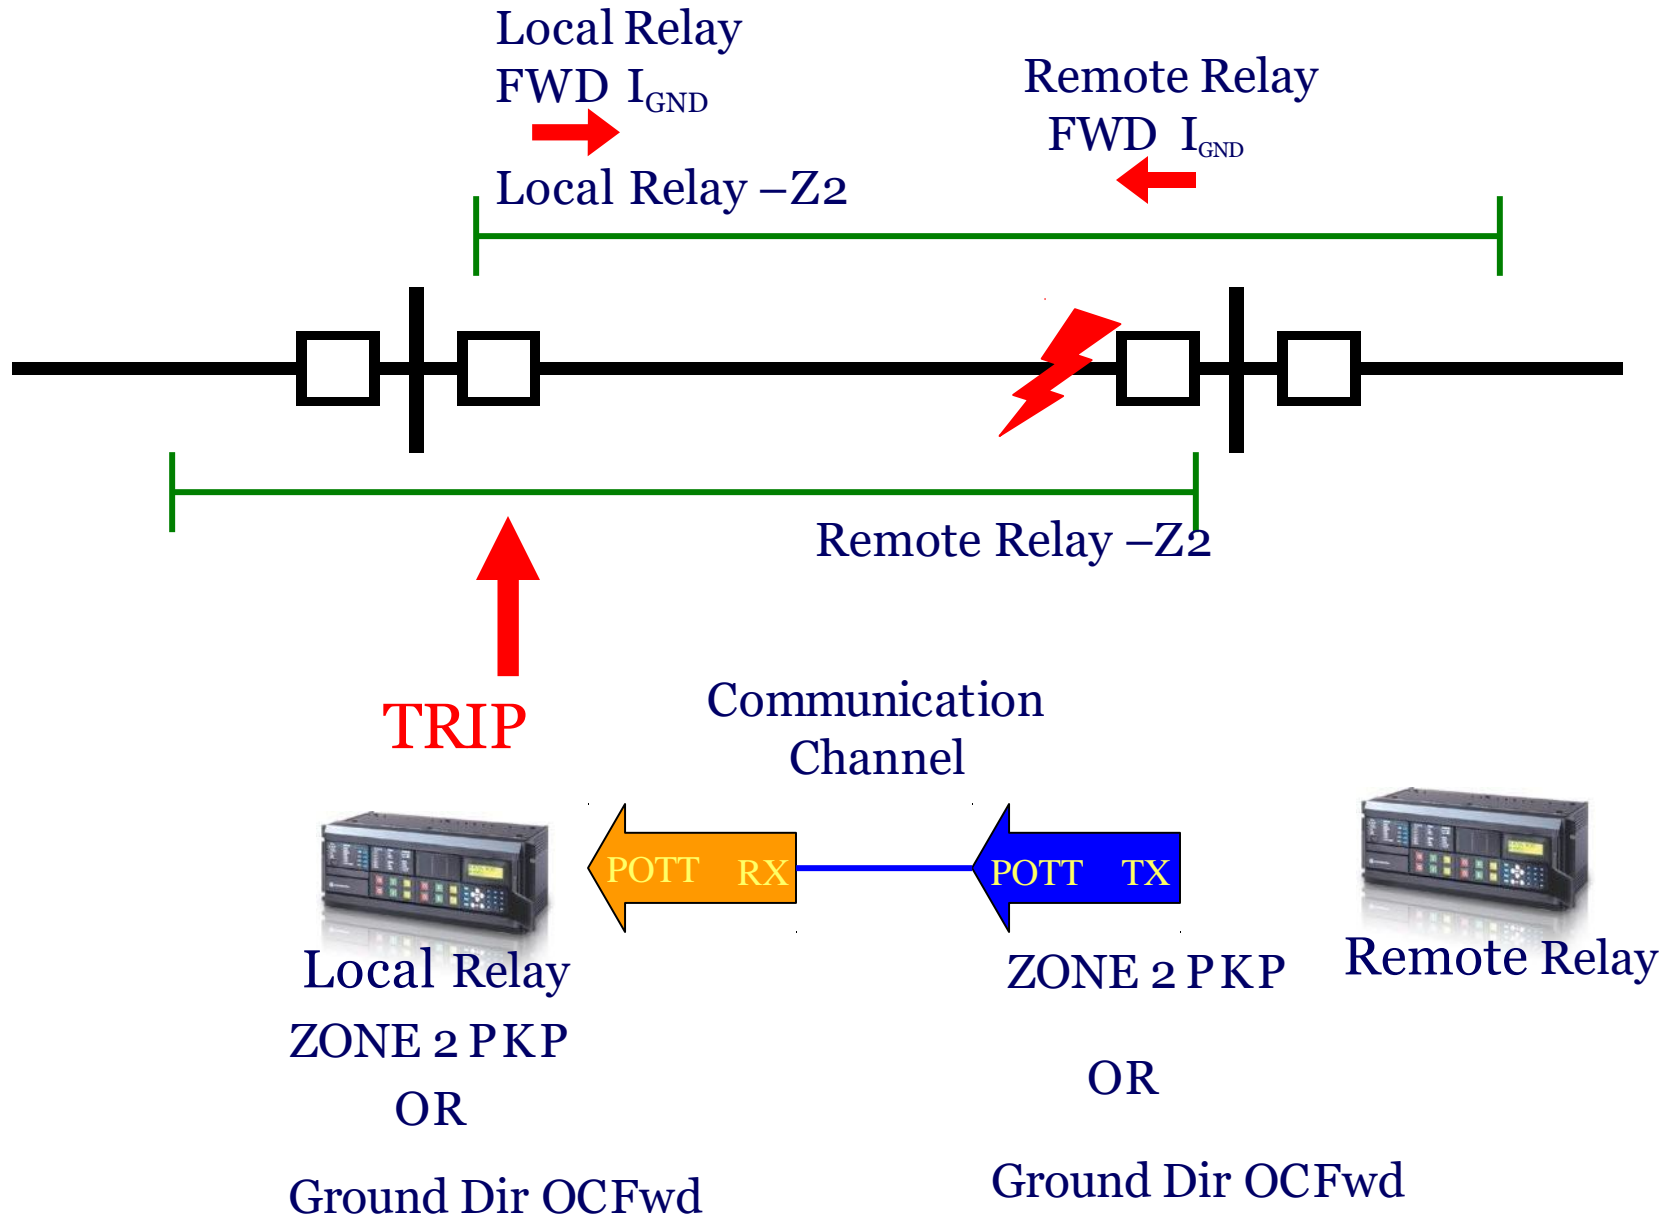 Local Relay
FWD I_GND
Remote Relay
FWD I_GND
Local Relay –Z2
Remote Relay –Z2
TRIP
Communication
Channel
POTT RX
POTT TX
Local Relay
ZONE 2 PKP
OR
Ground Dir OCFwd
ZONE 2 PKP
OR
Ground Dir OCFwd
Remote Relay